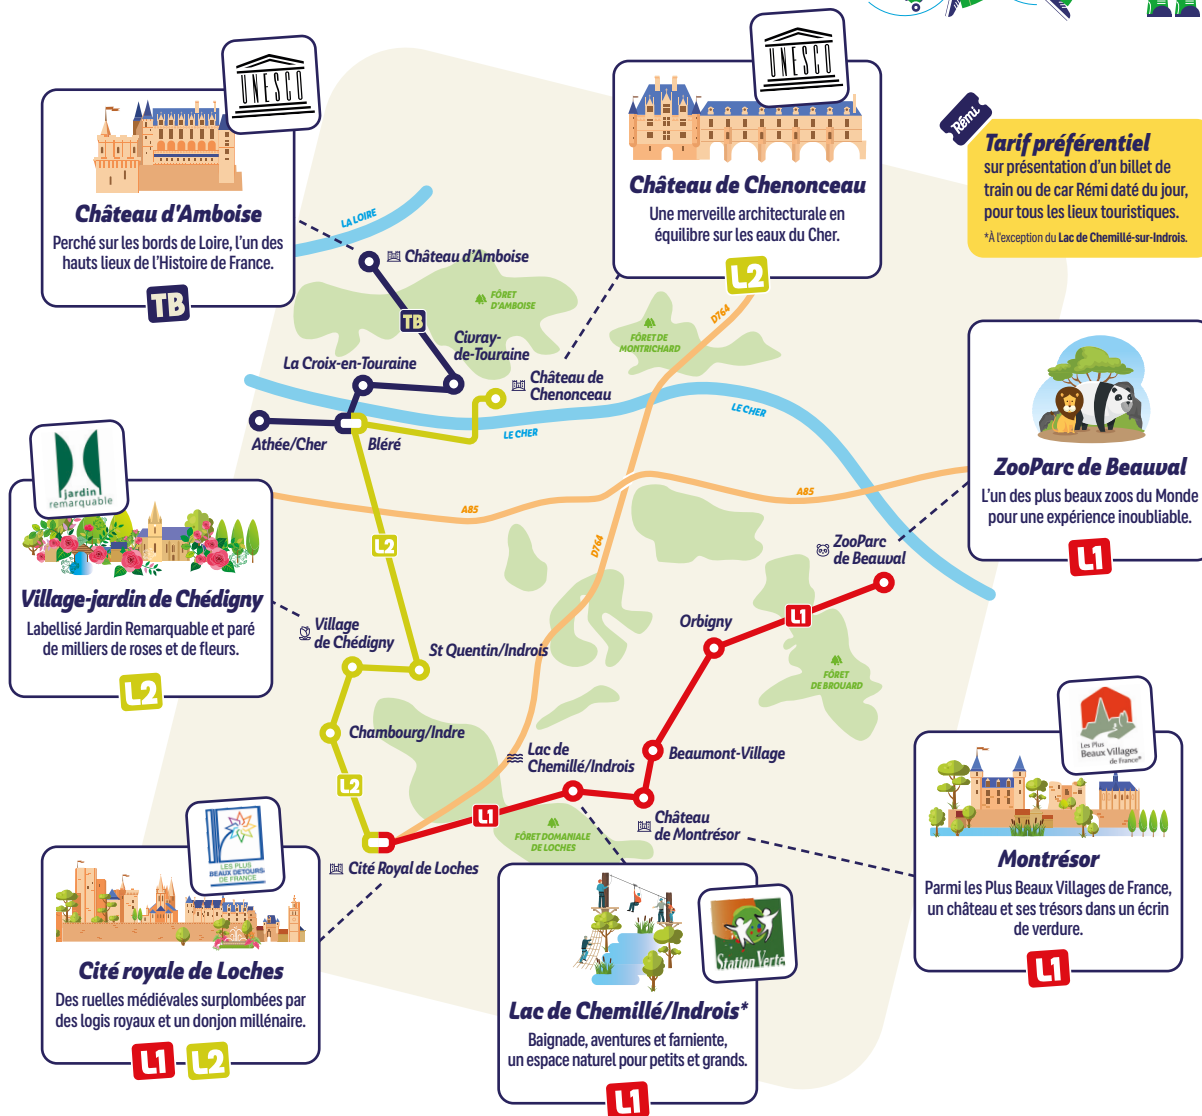 UNESCO
Château d'Amboise
Perché sur les bords de Loire, l'un des
hauts lieux de l'Histoire de France.
TB
UNESCO
Château de Chenonceau
Une merveille architecturale en
équilibre sur les eaux du Cher.
L2
Rémi
Tarif préférentiel
sur présentation d'un billet de
train ou de car Rémi daté du jour,
pour tous les lieux touristiques.
*À l'exception du Lac de Chemillé-sur-Indrois.
LA LOIRE
Château d'Amboise
FÔRET
D'AMBOISE
TB
Civray-
de-Touraine
La Croix-en-Touraine
D764
FÔRET DE
MONTRICHARD
Château de
Chenonceau
LE CHER
LE CHER
Athée/Cher
Bléré
ZooParc de Beauval
L'un des plus beaux zoos du Monde
pour une expérience inoubliable.
L1
jardin
remarquable
Village-jardin de Chédigny
Labellisé Jardin Remarquable et paré
de milliers de roses et de fleurs.
L2
A85
A85
L2
D764
ZooParc
de Beauval
L1
Orbigny
Village
de Chédigny
St Quentin/Indrois
FÔRET
DE BROUARD
Chambourg/Indre
L2
Lac de
Chemillé/Indrois
Beaumont-Village
L1
Château
de Montrésor
FÔRET DOMANIALE
DE LOCHES
Cité Royal de Loches
Les Plus
Beaux Villages
de France®
Montrésor
Parmi les Plus Beaux Villages de France,
un château et ses trésors dans un écrin
de verdure.
L1
LES PLUS
BEAUX DETOURS
DE FRANCE
Cité royale de Loches
Des ruelles médiévales surplombées par
des logis royaux et un donjon millénaire.
L1 L2
Station Verte
Lac de Chemillé/Indrois*
Baignade, aventures et farniente,
un espace naturel pour petits et grands.
L1